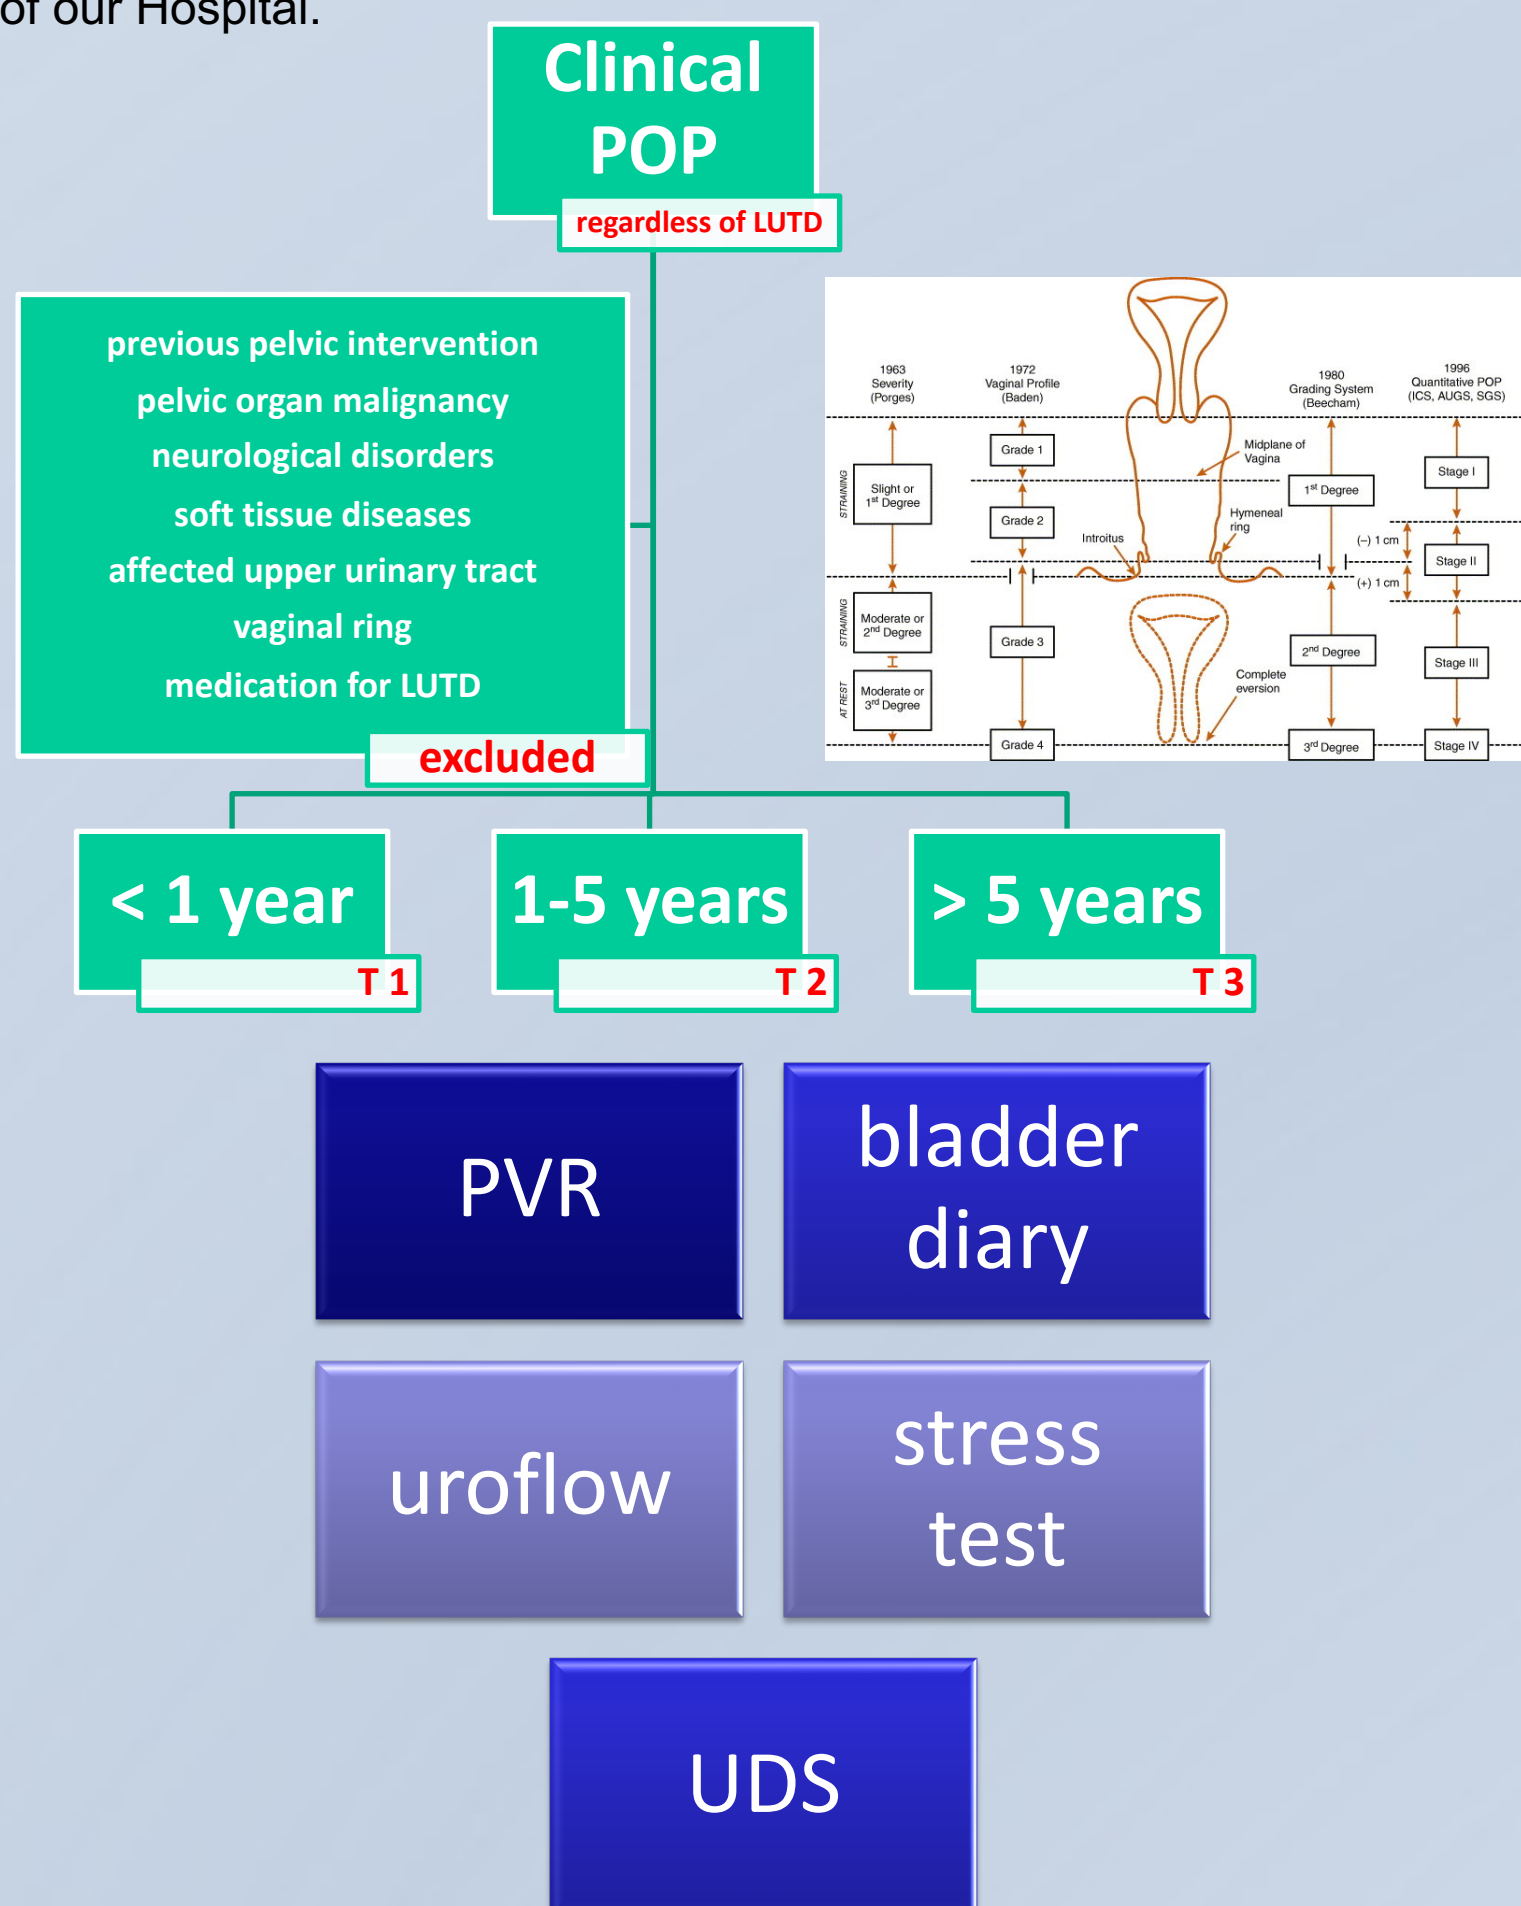 of our Hospital.
Clinical
POP
regardless of LUTD
previous pelvic intervention
pelvic organ malignancy
neurological disorders
soft tissue diseases
affected upper urinary tract
vaginal ring
medication for LUTD
excluded
1963
Severity
(Porges)
1972
Vaginal Profile
(Baden)
1980
Grading System
(Beecham)
1996
Quantitative POP
(ICS, AUGS, SGS)
STRAINING
Slight or
1st Degree
Grade 1
Grade 2
Midplane of
Vagina
Hymeneal
ring
Introitus
1st Degree
Stage I
(–) 1 cm
Stage II
(+) 1 cm
STRAINING
Moderate or
2nd Degree
AT REST
Moderate or
3rd Degree
Grade 3
Grade 4
Complete
eversion
2nd Degree
3rd Degree
Stage III
Stage IV
< 1 year
T 1
1-5 years
T 2
> 5 years
T 3
PVR
bladder
diary
uroflow
stress
test
UDS